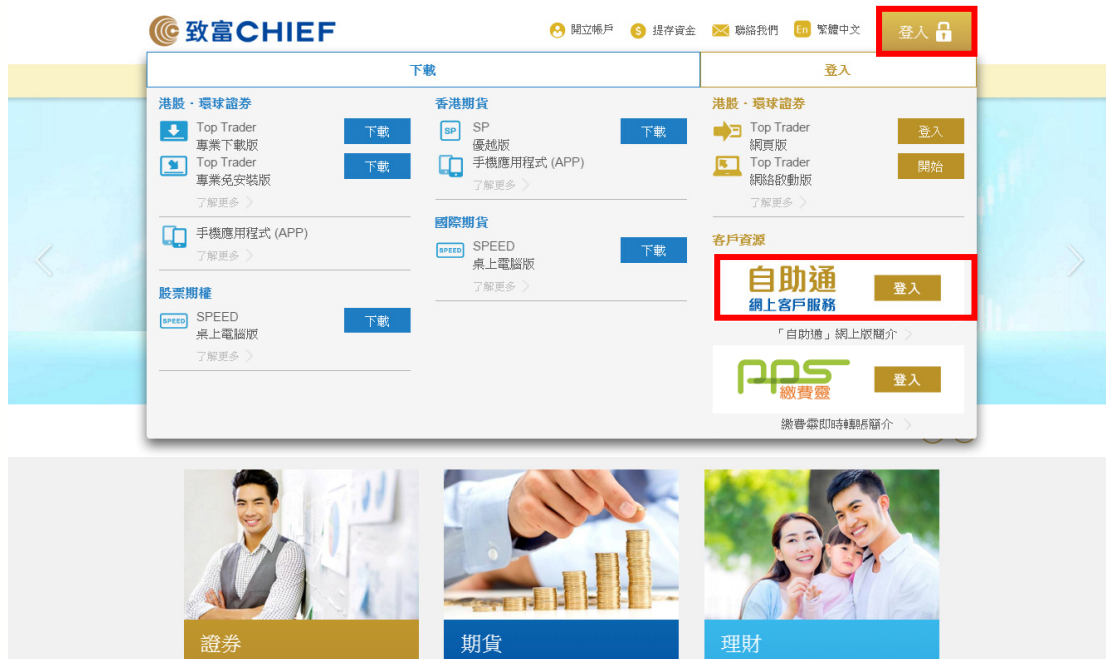 致富CHIEF
開立帳戶
$ 提存資金
聯絡我們
En 繁體中文
登入
下載
登入
港股．環球證券
Top Trader
專業下載版
下載
Top Trader
專業免安裝版
下載
了解更多
手機應用程式 (APP)
了解更多
股票期權
SPEED SPEED
桌上電腦版
下載
了解更多
香港期貨
SP SP
優越版
下載
手機應用程式 (APP)
了解更多
國際期貨
SPEED SPEED
桌上電腦版
下載
了解更多
港股．環球證券
Top Trader
網頁版
登入
Top Trader
網絡啟動版
開始
了解更多
客戶資源
自助通
網上客戶服務
登入
「自助通」網上版簡介
pps
繳費靈
登入
繳費靈即時轉賬簡介
證券
期貨
理財